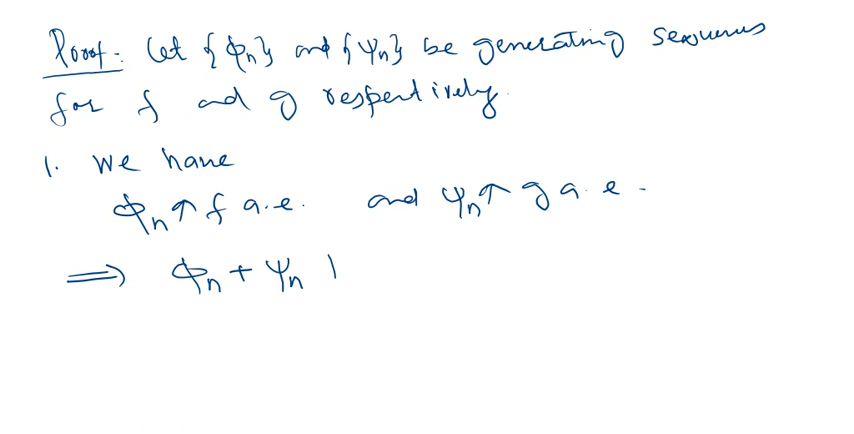 Proof: Let {ϕn} and {ψn} be generating sequences
for f and g respectively.
1. We have
ϕn ↑ f a.e. and ψn ↑ g a.e.
⟹ ϕn + ψn